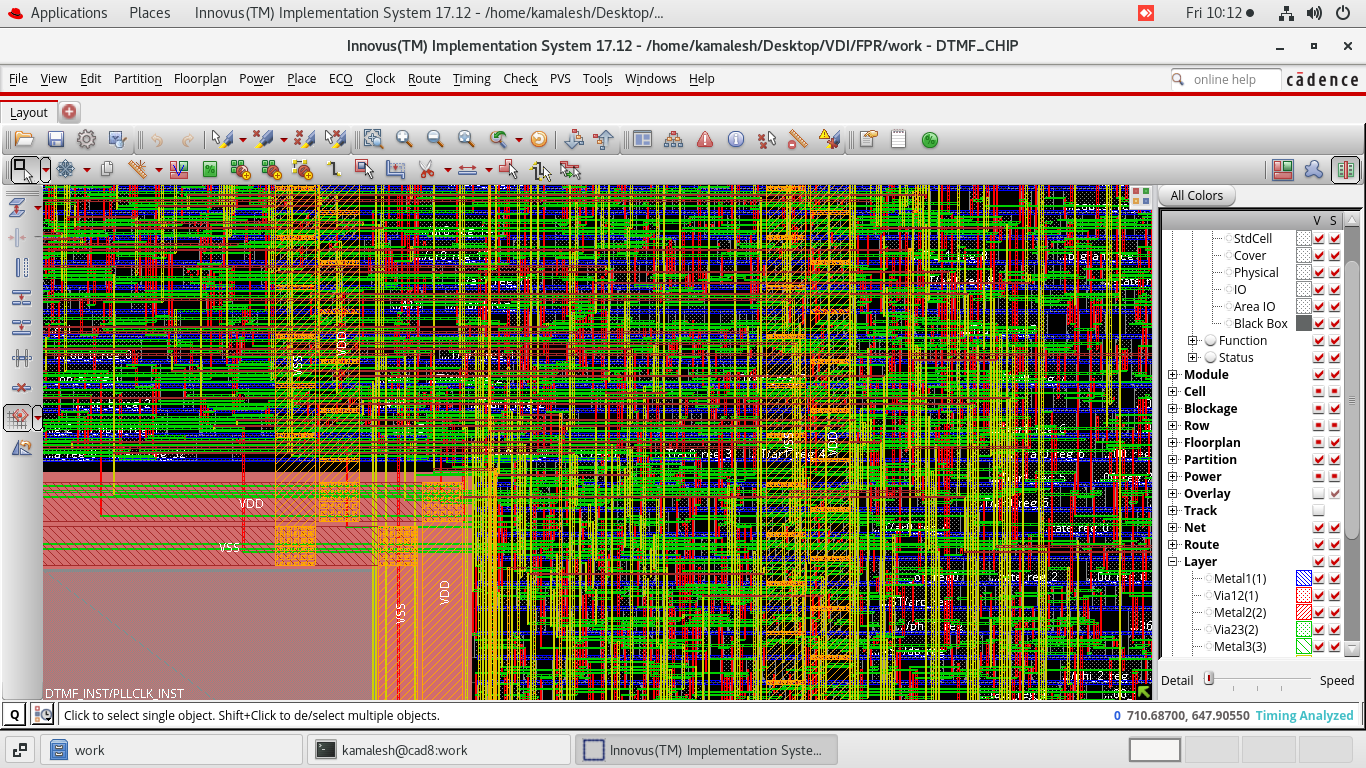 Applications Places Innovus(TM) Implementation System 17.12 - /home/kamalesh/Desktop/... Fri 10:12
Innovus(TM) Implementation System 17.12 - /home/kamalesh/Desktop/VDI/FPR/work - DTMF_CHIP
File View Edit Partition Floorplan Power Place ECO Clock Route Timing Check PVS Tools Windows Help online help cādence
Layout
All Colors
V S
StdCell
Cover
Physical
IO
Area IO
Black Box
Function
Status
Module
Cell
Blockage
Row
Floorplan
Partition
Power
Overlay
Track
Net
Route
Layer
Metal1(1)
Via12(1)
Metal2(2)
Via23(2)
Metal3(3)
VSS
VDD
VDD
VDD
VSS
VSS
VDD
DTMF_INST/PLLCLK_INST
Detail Speed
Q Click to select single object. Shift+Click to de/select multiple objects. 0 710.68700, 647.90550 Timing Analyzed
work kamalesh@cad8:work Innovus(TM) Implementation Syste...